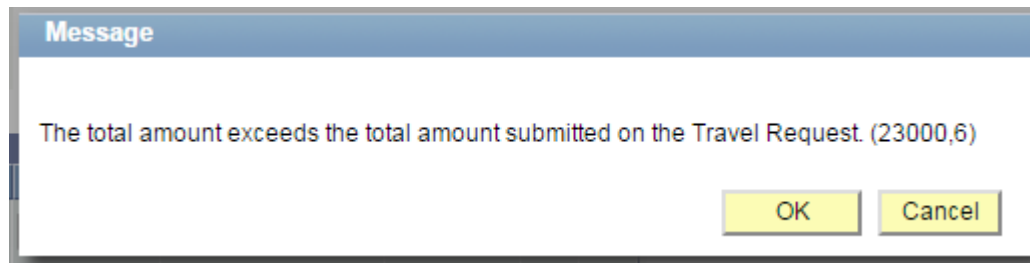 Message
The total amount exceeds the total amount submitted on the Travel Request. (23000,6)
OK Cancel